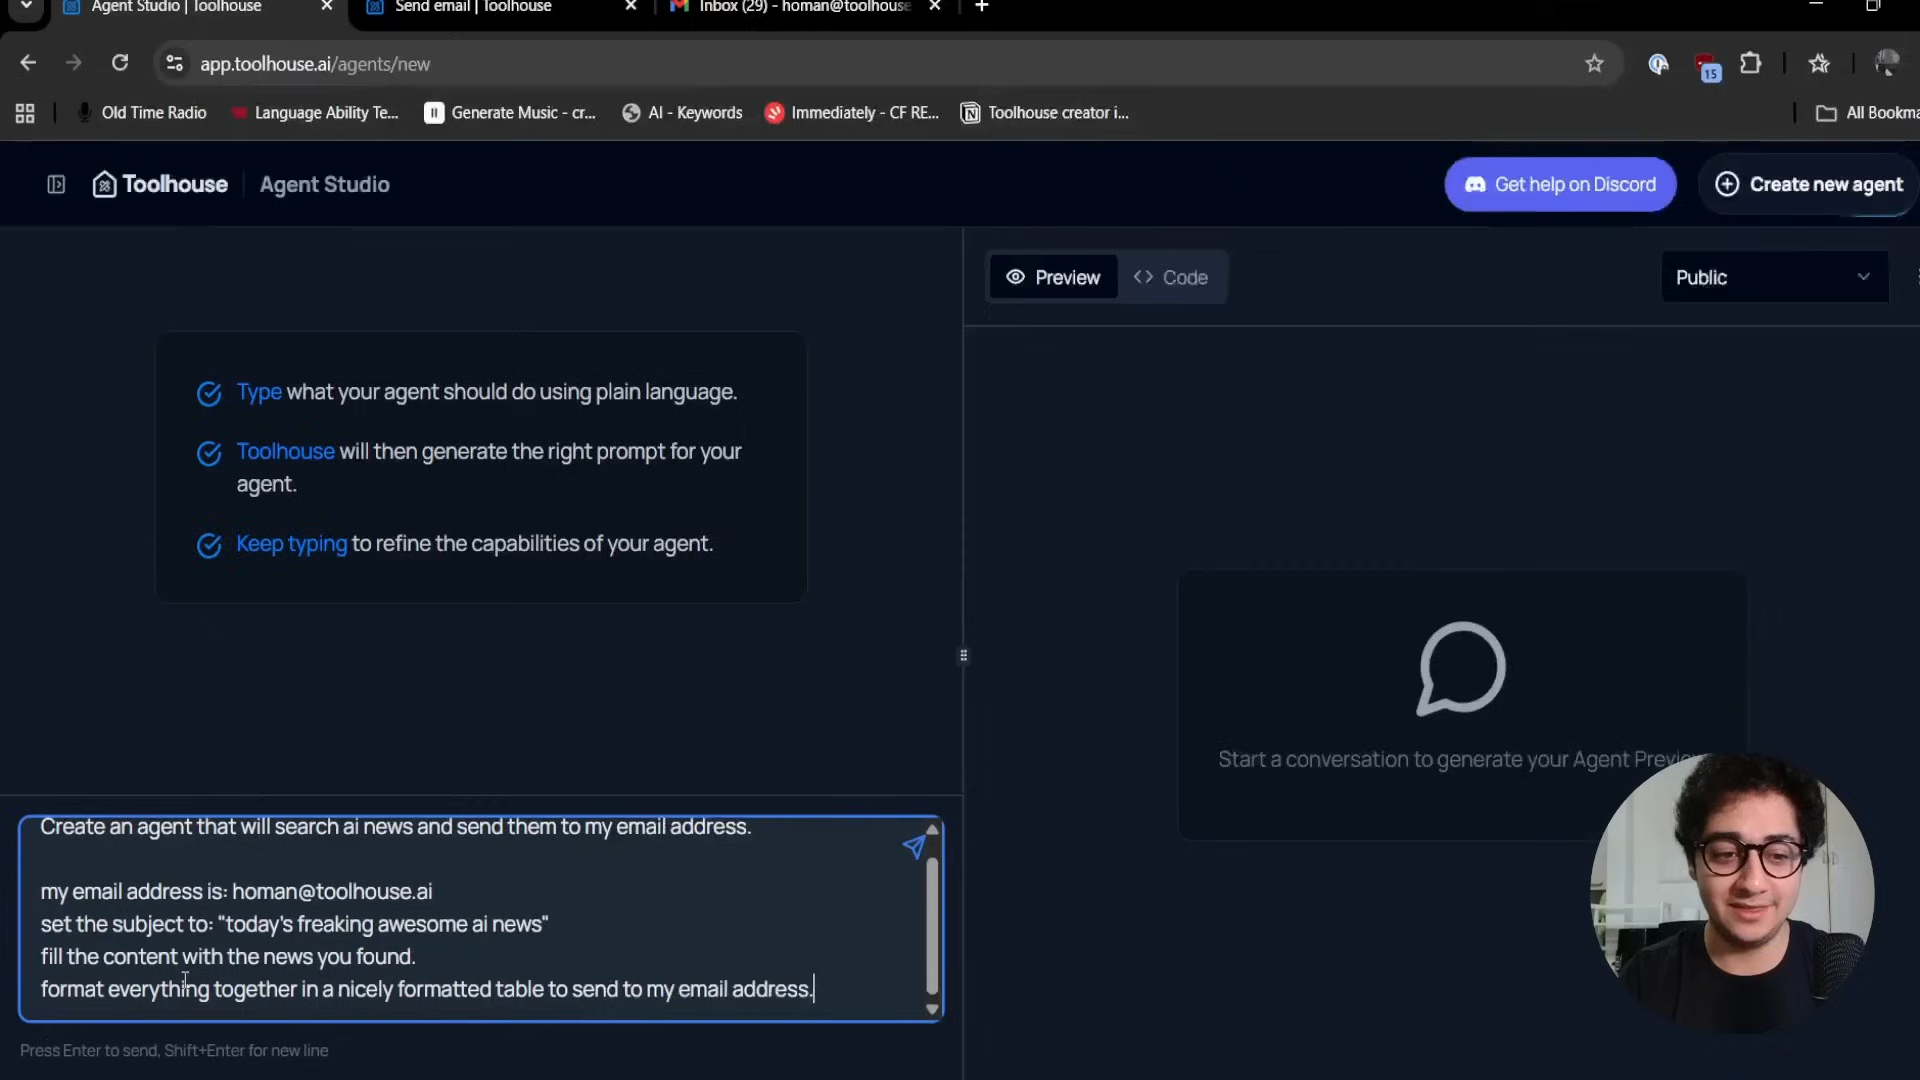 Agent Studio | Toolhouse
Send email | Toolhouse
Inbox (29) - homan@toolhouse
app.toolhouse.ai/agents/new
15
Old Time Radio
Language Ability Te...
Generate Music - cr...
AI - Keywords
Immediately - CF RE...
Toolhouse creator i...
All Bookma
Toolhouse
Agent Studio
Get help on Discord
Create new agent
Preview
Code
Public
Type what your agent should do using plain language.
Toolhouse will then generate the right prompt for your
agent.
Keep typing to refine the capabilities of your agent.
Start a conversation to generate your Agent Previ
Create an agent that will search ai news and send them to my email address.
my email address is: homan@toolhouse.ai
set the subject to: "today's freaking awesome ai news"
fill the content with the news you found.
format everything together in a nicely formatted table to send to my email address.
Press Enter to send, Shift+Enter for new line